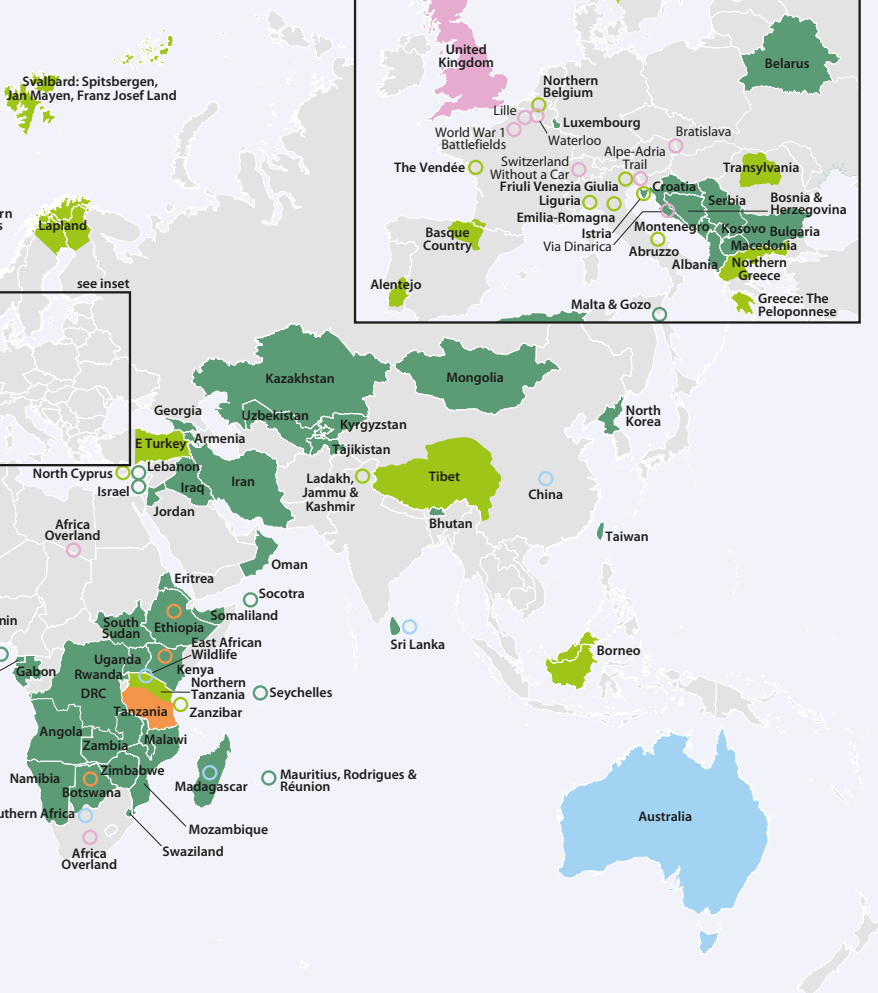 United
Kingdom
Belarus
Svalbard: Spitsbergen,
Jan Mayen, Franz Josef Land
Northern
Belgium
Lille
Luxembourg
World War 1
Battlefields
Waterloo
Bratislava
Alpe-Adria
Trail
The Vendée
Switzerland
Without a Car
Transylvania
Friuli Venezia Giulia
Croatia
Liguria
Serbia
Bosnia &
Herzegovina
Emilia-Romagna
rn
s
Lapland
Basque
Country
Istria
Via Dinarica
Montenegro
Kosovo
Bulgaria
Abruzzo
Macedonia
Albania
Northern
Greece
see inset
Alentejo
Malta & Gozo
Greece: The
Peloponnese
Kazakhstan
Mongolia
Georgia
Uzbekistan
Kyrgyzstan
North
Korea
E Turkey
Armenia
Tajikistan
North Cyprus
Lebanon
Israel
Iraq
Iran
Ladakh,
Jammu &
Kashmir
Tibet
China
Jordan
Bhutan
Taiwan
Africa
Overland
Oman
Eritrea
Socotra
nin
South
Sudan
Ethiopia
Somaliland
Sri Lanka
Borneo
East African
Wildlife
Uganda
Gabon
Rwanda
Kenya
DRC
Northern
Tanzania
Seychelles
Tanzania
Zanzibar
Angola
Zambia
Malawi
Namibia
Zimbabwe
Botswana
Madagascar
Mauritius, Rodrigues &
Réunion
uthern Africa
Australia
Mozambique
Africa
Overland
Swaziland